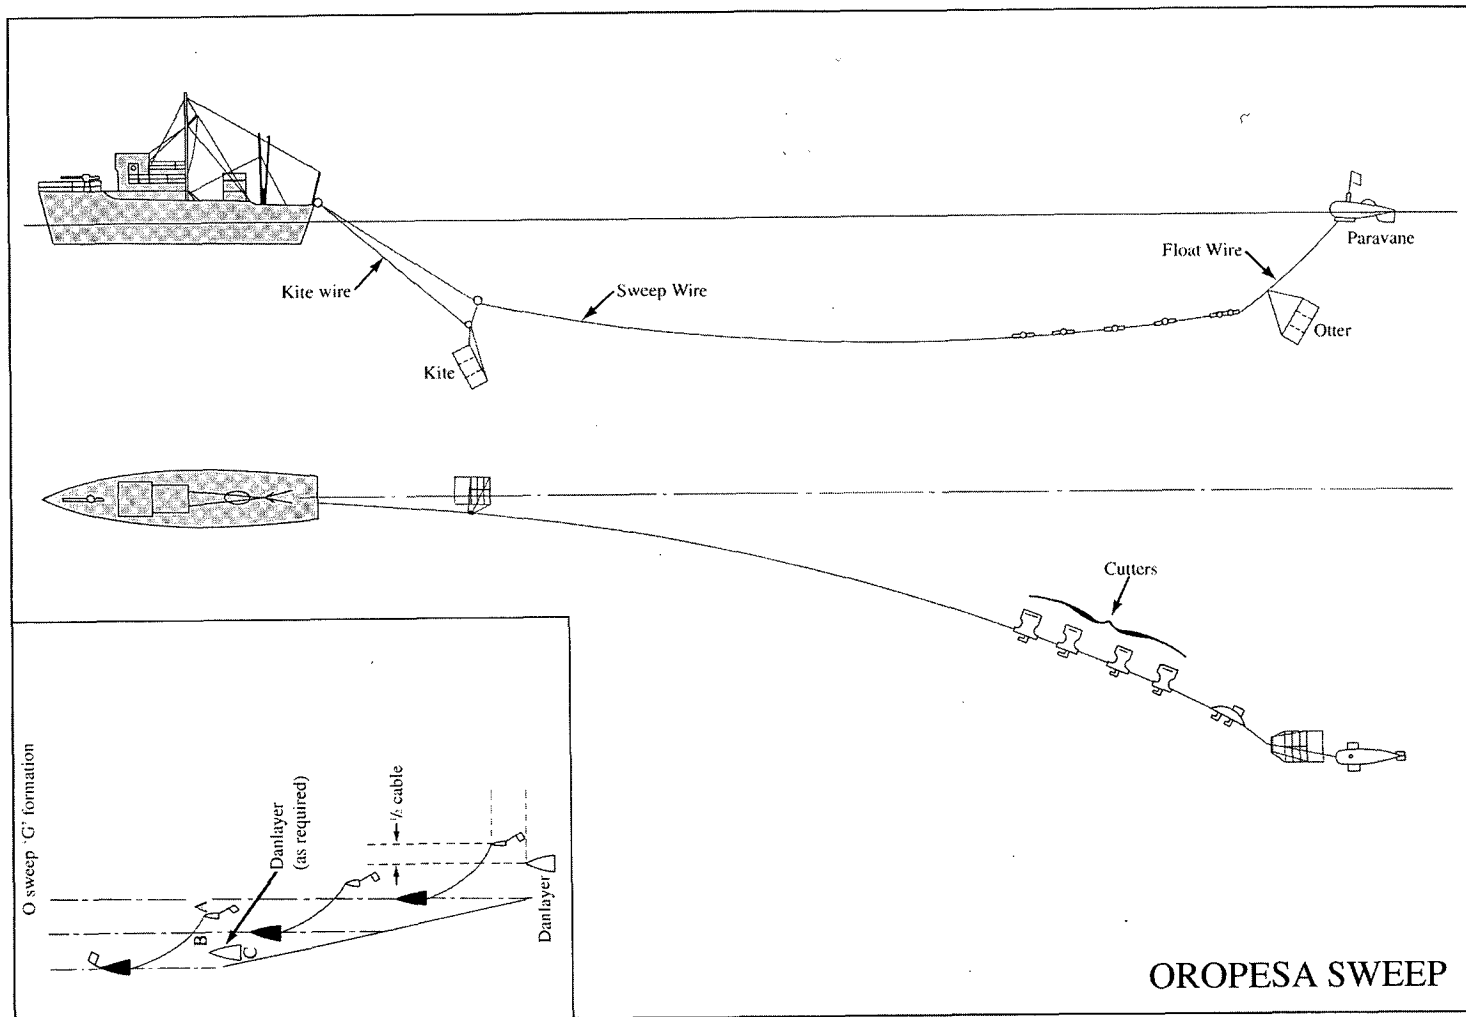 Paravane
Float Wire
Kite wire
Sweep Wire
Otter
Kite
Cutters
O sweep 'G' formation
Danlayer
(as required)
½ cable
A
B
C
Danlayer
OROPESA SWEEP